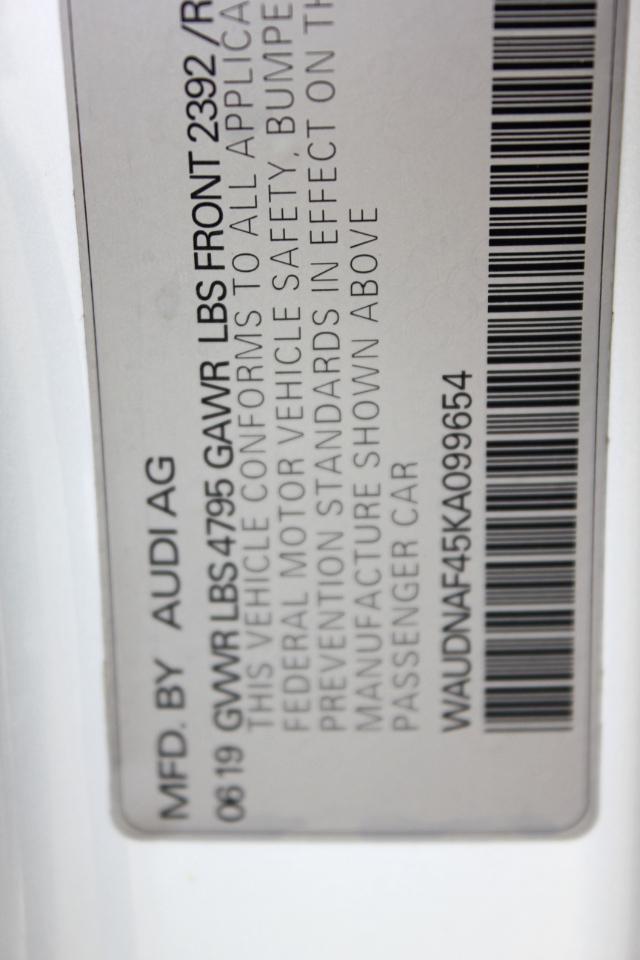 MFD. BY AUDI AG
06 19 GVWR LBS 4795 GAWR LBS FRONT 2392 /R
THIS VEHICLE CONFORMS TO ALL APPLICA
FEDERAL MOTOR VEHICLE SAFETY, BUMPE
PREVENTION STANDARDS IN EFFECT ON TH
MANUFACTURE SHOWN ABOVE
PASSENGER CAR
WAUDNAF45KA099654